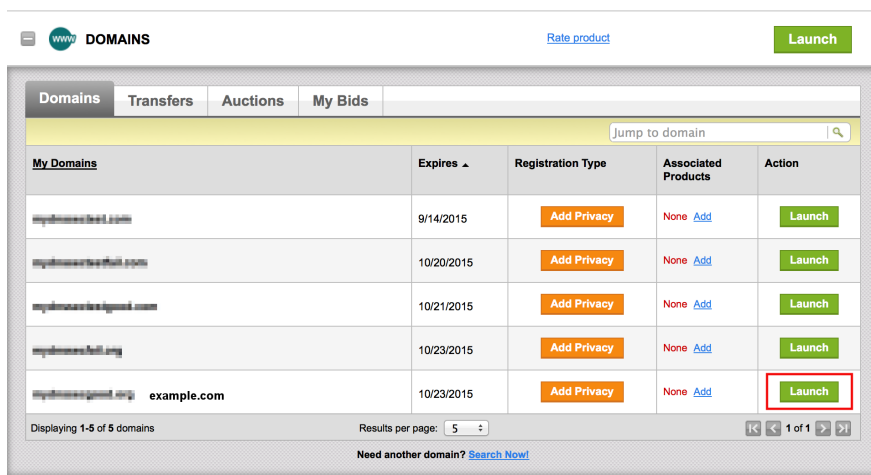 www DOMAINS Rate product Launch
Domains Transfers Auctions My Bids
Jump to domain
My Domains Expires Registration Type Associated Products Action
9/14/2015 Add Privacy None Add Launch
10/20/2015 Add Privacy None Add Launch
10/21/2015 Add Privacy None Add Launch
10/23/2015 Add Privacy None Add Launch
example.com 10/23/2015 Add Privacy None Add Launch
Displaying 1-5 of 5 domains Results per page: 5 1 of 1
Need another domain? Search Now!